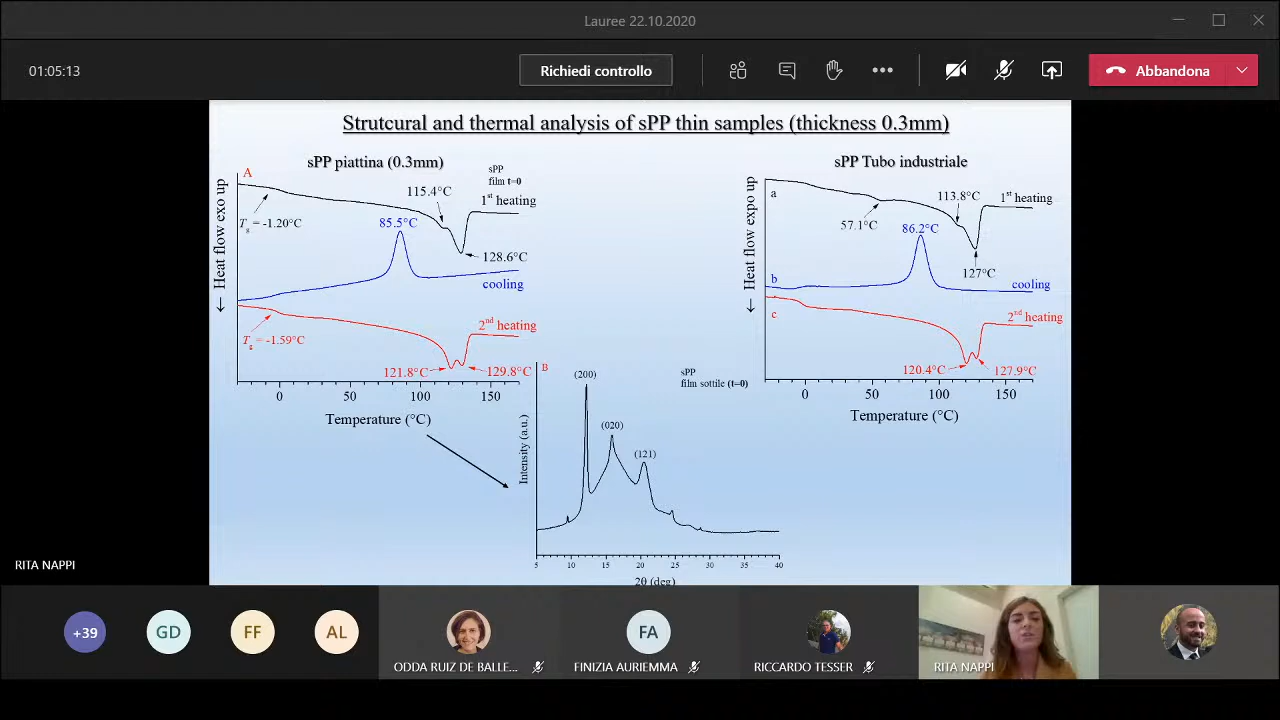 Lauree 22.10.2020
01:05:13
Richiedi controllo
Abbandona
Strutcural and thermal analysis of sPP thin samples (thickness 0.3mm)
sPP piattina (0.3mm)
A
sPP
film t=0
115.4°C
1st heating
Tg = -1.20°C
85.5°C
128.6°C
cooling
2nd heating
Tg = -1.59°C
121.8°C
129.8°C
← Heat flow exo up
0
50
100
150
Temperature (°C)
sPP Tubo industriale
a
113.8°C
1st heating
57.1°C
86.2°C
127°C
b
cooling
c
2nd heating
120.4°C
127.9°C
← Heat flow expo up
0
50
100
150
Temperature (°C)
B
(200)
sPP
film sottile (t=0)
(020)
(121)
Intensity (a.u.)
5
10
15
20
25
30
35
40
2θ (deg)
RITA NAPPI
+39
GD
FF
AL
FA
ODDA RUIZ DE BALLE...
FINIZIA AURIEMMA
RICCARDO TESSER
RITA NAPPI